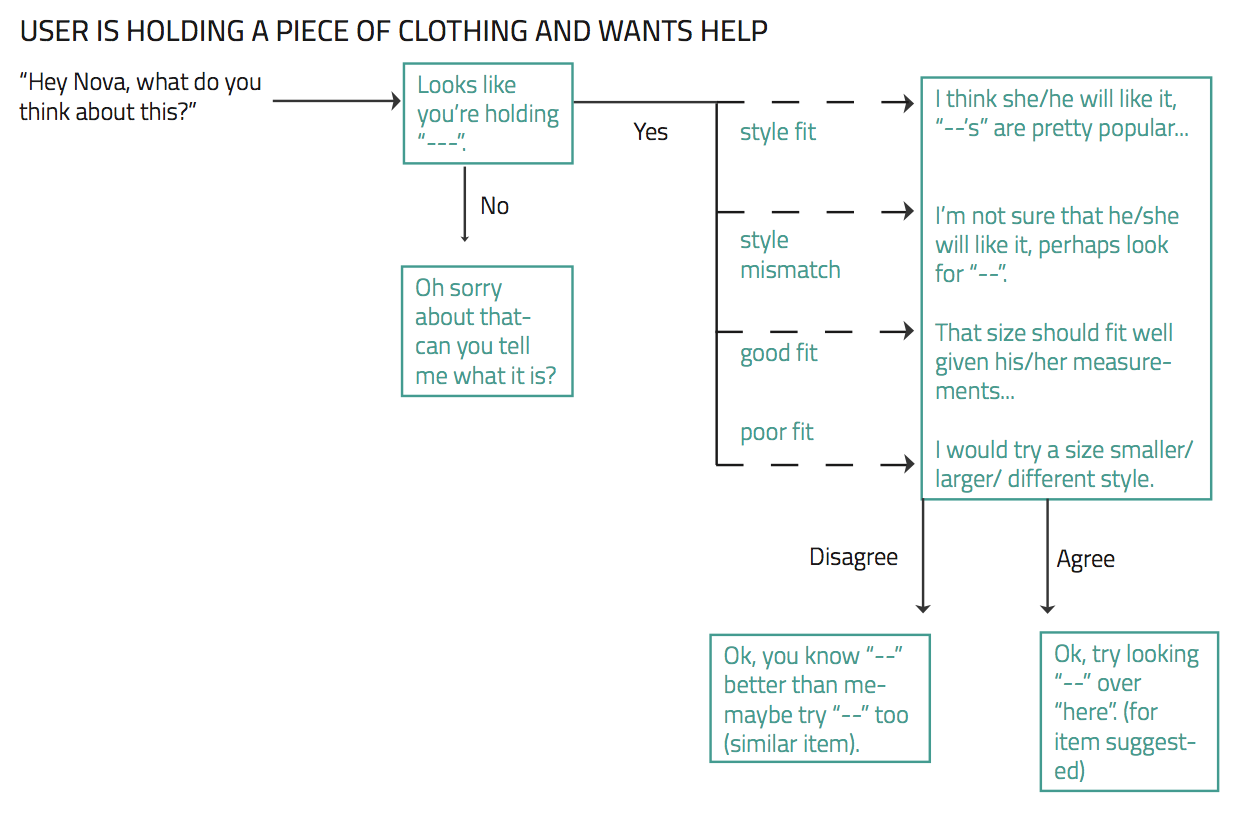 USER IS HOLDING A PIECE OF CLOTHING AND WANTS HELP
“Hey Nova, what do you
think about this?”
Looks like
you’re holding
“---”.
Yes
No
Oh sorry
about that-
can you tell
me what it is?
style fit
style
mismatch
good fit
poor fit
I think she/he will like it,
“--’s” are pretty popular...
I’m not sure that he/she
will like it, perhaps look
for “--”.
That size should fit well
given his/her measure-
ments...
I would try a size smaller/
larger/ different style.
Disagree
Agree
Ok, you know “--”
better than me-
maybe try “--” too
(similar item).
Ok, try looking
“--” over
“here”. (for
item suggest-
ed)